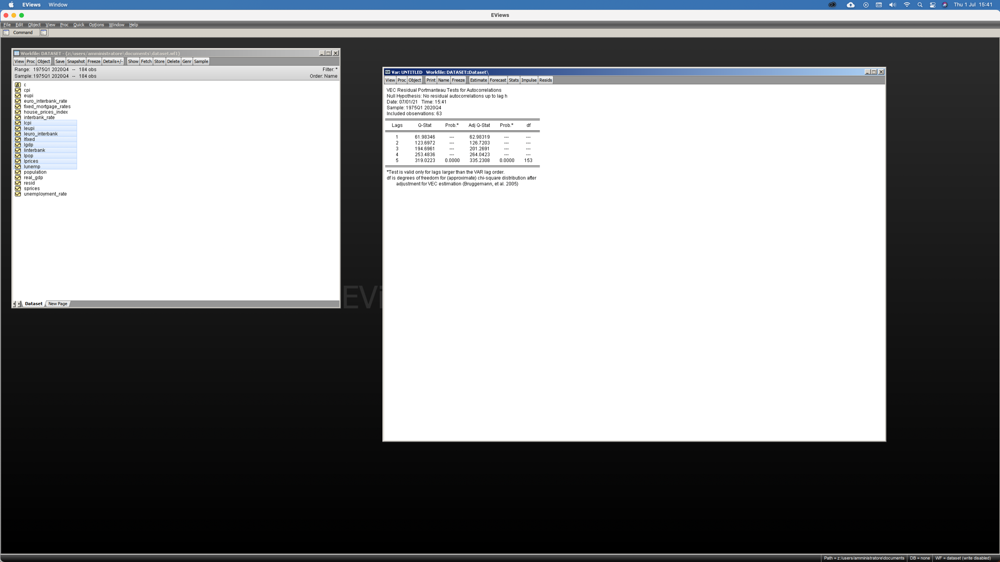 EViews Window Thu 1 Jul 15:41
EViews
File Edit Object View Proc Quick Options Window Help
Command
Workfile: DATASET - (z:/users/amministratore\documents\dataset.wf1)
View Proc Object Save Snapshot Freeze Details+/- Show Fetch Store Delete Genr Sample
Range: 1975Q1 2020Q4 -- 184 obs Filter: *
Sample: 1975Q1 2020Q4 -- 184 obs Order: Name
c
cpi
eupi
euro_interbank_rate
fixed_mortgage_rates
house_prices_index
interbank_rate
lcpi
leupi
leuro_interbank
lfixed
lgdp
linterbank
lpop
lprices
lunemp
population
real_gdp
resid
sprices
unemployment_rate
Dataset New Page
EVi
Var: UNTITLED Workfile: DATASET::Dataset\
View Proc Object Print Name Freeze Estimate Forecast Stats Impulse Resids
VEC Residual Portmanteau Tests for Autocorrelations
Null Hypothesis: No residual autocorrelations up to lag h
Date: 07/01/21 Time: 15:41
Sample: 1975Q1 2020Q4
Included observations: 63
Lags Q-Stat Prob.* Adj Q-Stat Prob.* df
1 61.98346 --- 62.98319 --- ---
2 123.6972 --- 126.7203 --- ---
3 194.6961 --- 201.2691 --- ---
4 253.4836 --- 264.0423 --- ---
5 319.0223 0.0000 335.2308 0.0000 153
*Test is valid only for lags larger than the VAR lag order.
df is degrees of freedom for (approximate) chi-square distribution after
adjustment for VEC estimation (Bruggemann, et al. 2005)
Path = z:/users/amministratore\documents DB = none WF = dataset (write disabled)